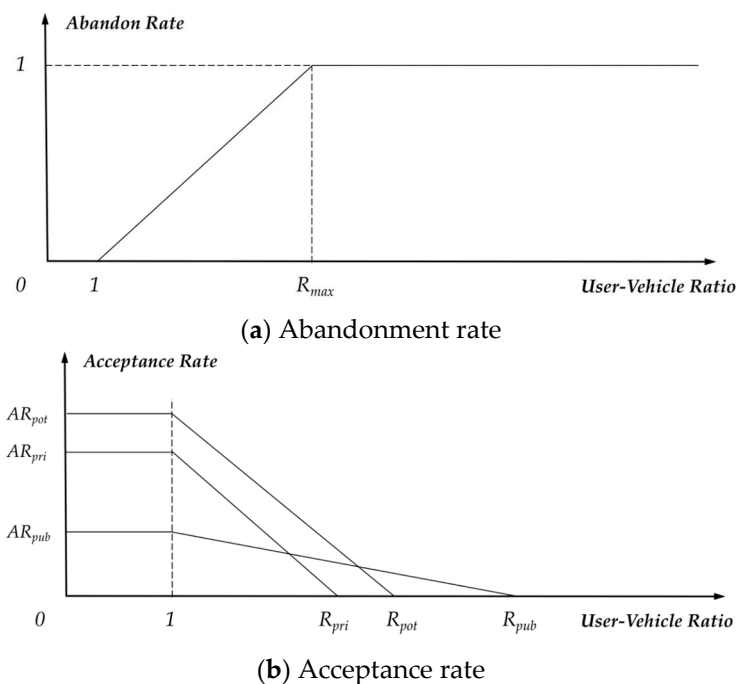 Abandon Rate
1
0 1 R_max User-Vehicle Ratio
(a) Abandonment rate
Acceptance Rate
AR_pot
AR_pri
AR_pub
0 1 R_pri R_pot R_pub User-Vehicle Ratio
(b) Acceptance rate